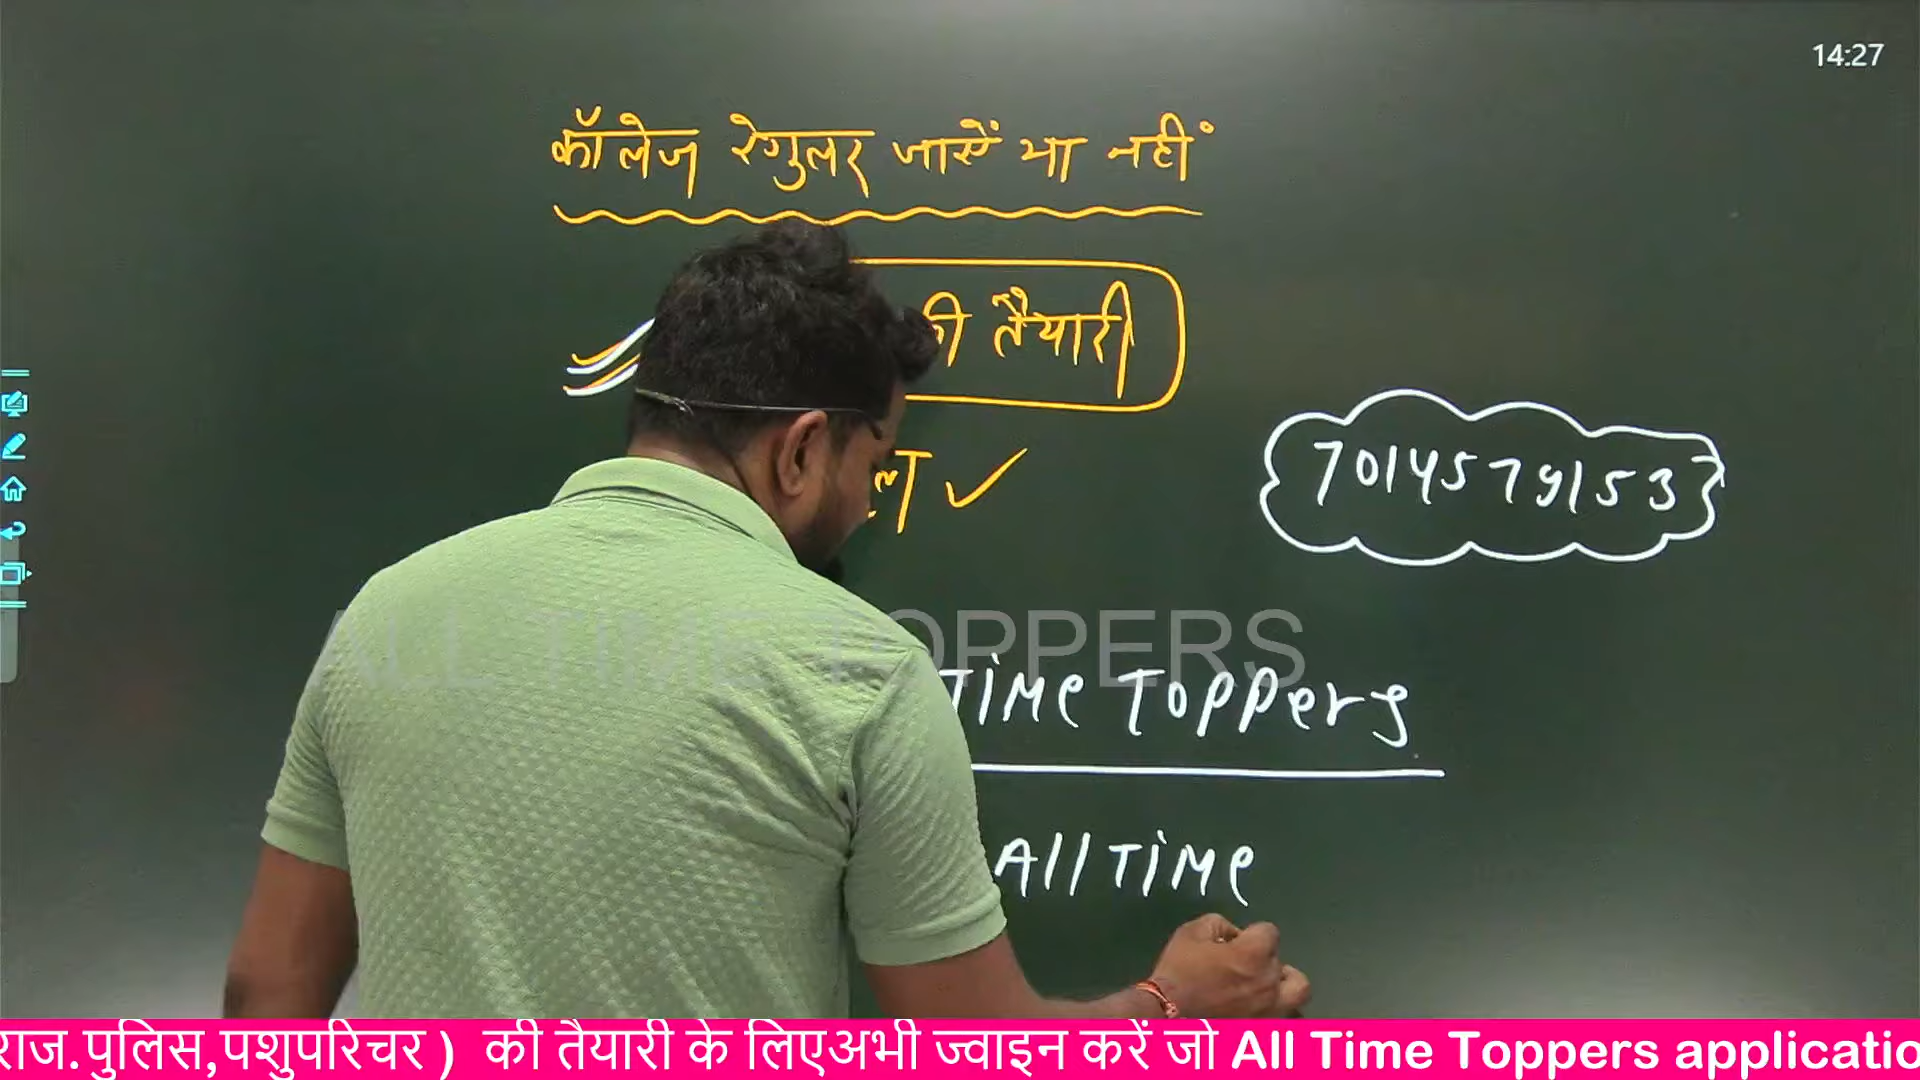 14:27
कॉलेज रेगुलर जाएें या नहीं
की तैयारी
7014579153
ALL TIME TOPPERS
Time Toppers
All Time
राज.पुलिस,पशुपरिचर ) की तैयारी के लिएअभी ज्वाइन करें जो All Time Toppers applicatio